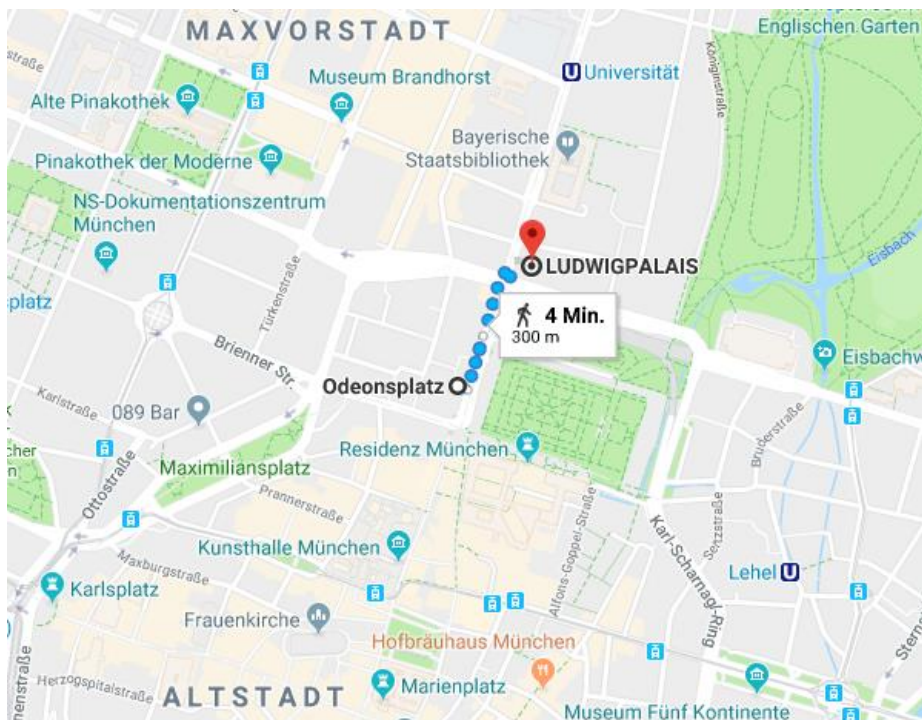 MAXVORSTADT
Englischen Garten
Königinstraße
Universität
Museum Brandhorst
Alte Pinakothek
Bayerische
Staatsbibliothek
Pinakothek der Moderne
NS-Dokumentationszentrum
München
Türkenstraße
Eisbach
LUDWIGPALAIS
4 Min.
300 m
splatz
Brienner Str.
Odeonsplatz
Eisbachw
Karlstraße
089 Bar
Residenz München
Bruderstraße
Maximiliansplatz
Ottostraße
Prannerstraße
Alfons-Goppel-Straße
Karl-Scharnagl-Ring
Seitzstraße
Kunsthalle München
Maxburgstraße
Lehel
Karlsplatz
Frauenkirche
Hofbräuhaus München
Herzogspitalstraße
Marienplatz
ALTSTADT
Museum Fünf Kontinente